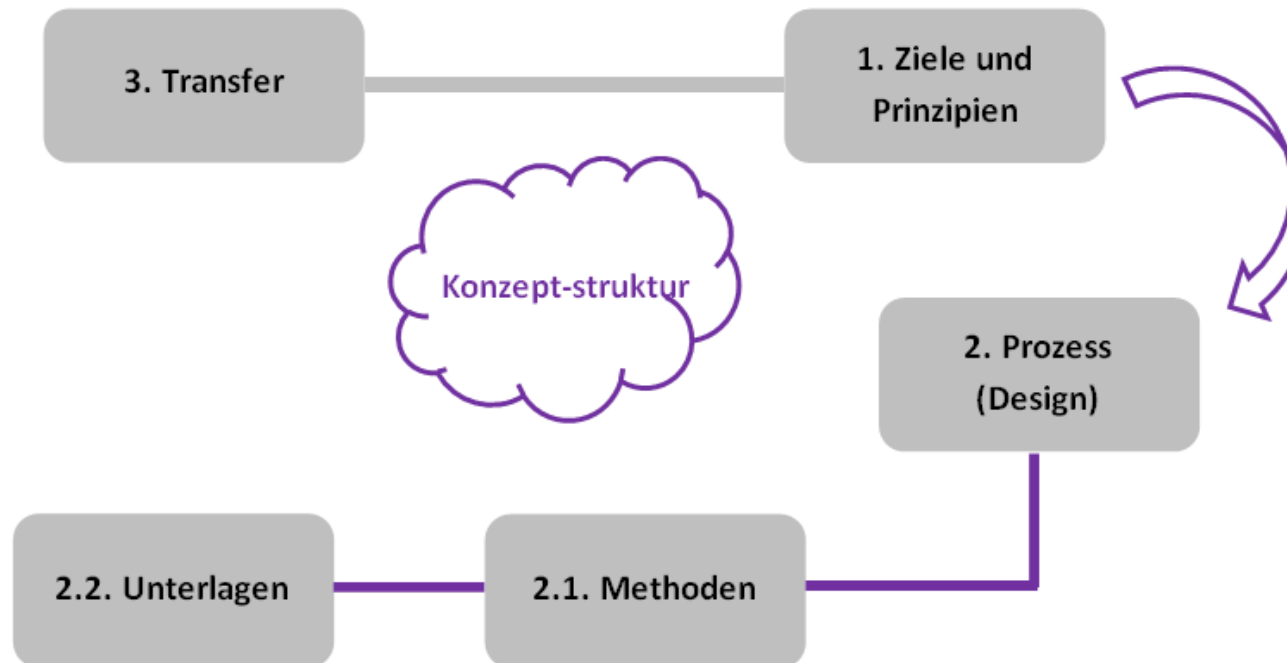 3. Transfer
1. Ziele und
Prinzipien
Konzept-struktur
2. Prozess
(Design)
2.2. Unterlagen
2.1. Methoden